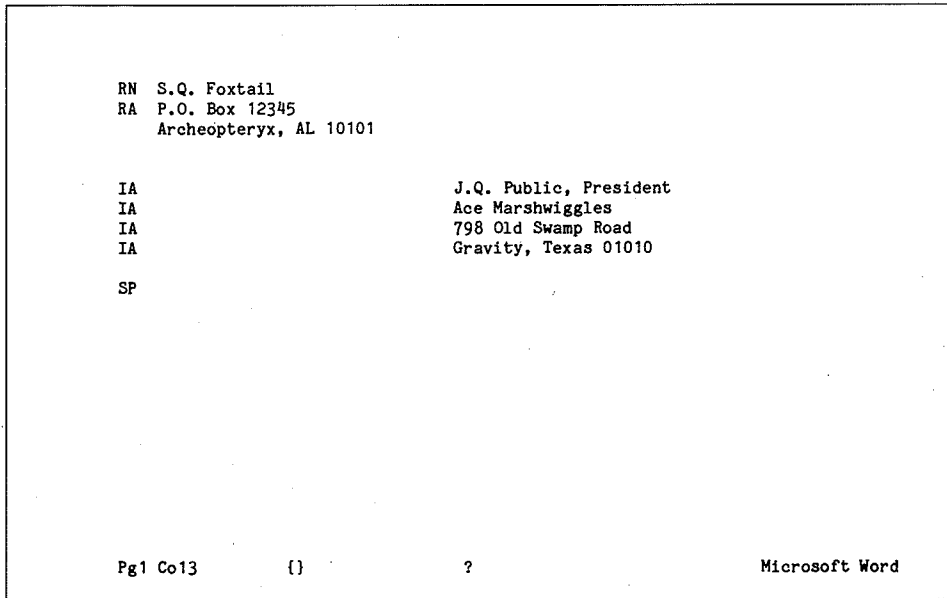 RN S.Q. Foxtail
RA P.O. Box 12345
Archeopteryx, AL 10101
IA J.Q. Public, President
IA Ace Marshwiggles
IA 798 Old Swamp Road
IA Gravity, Texas 01010
SP
Pg1 Co13 {} ? Microsoft Word